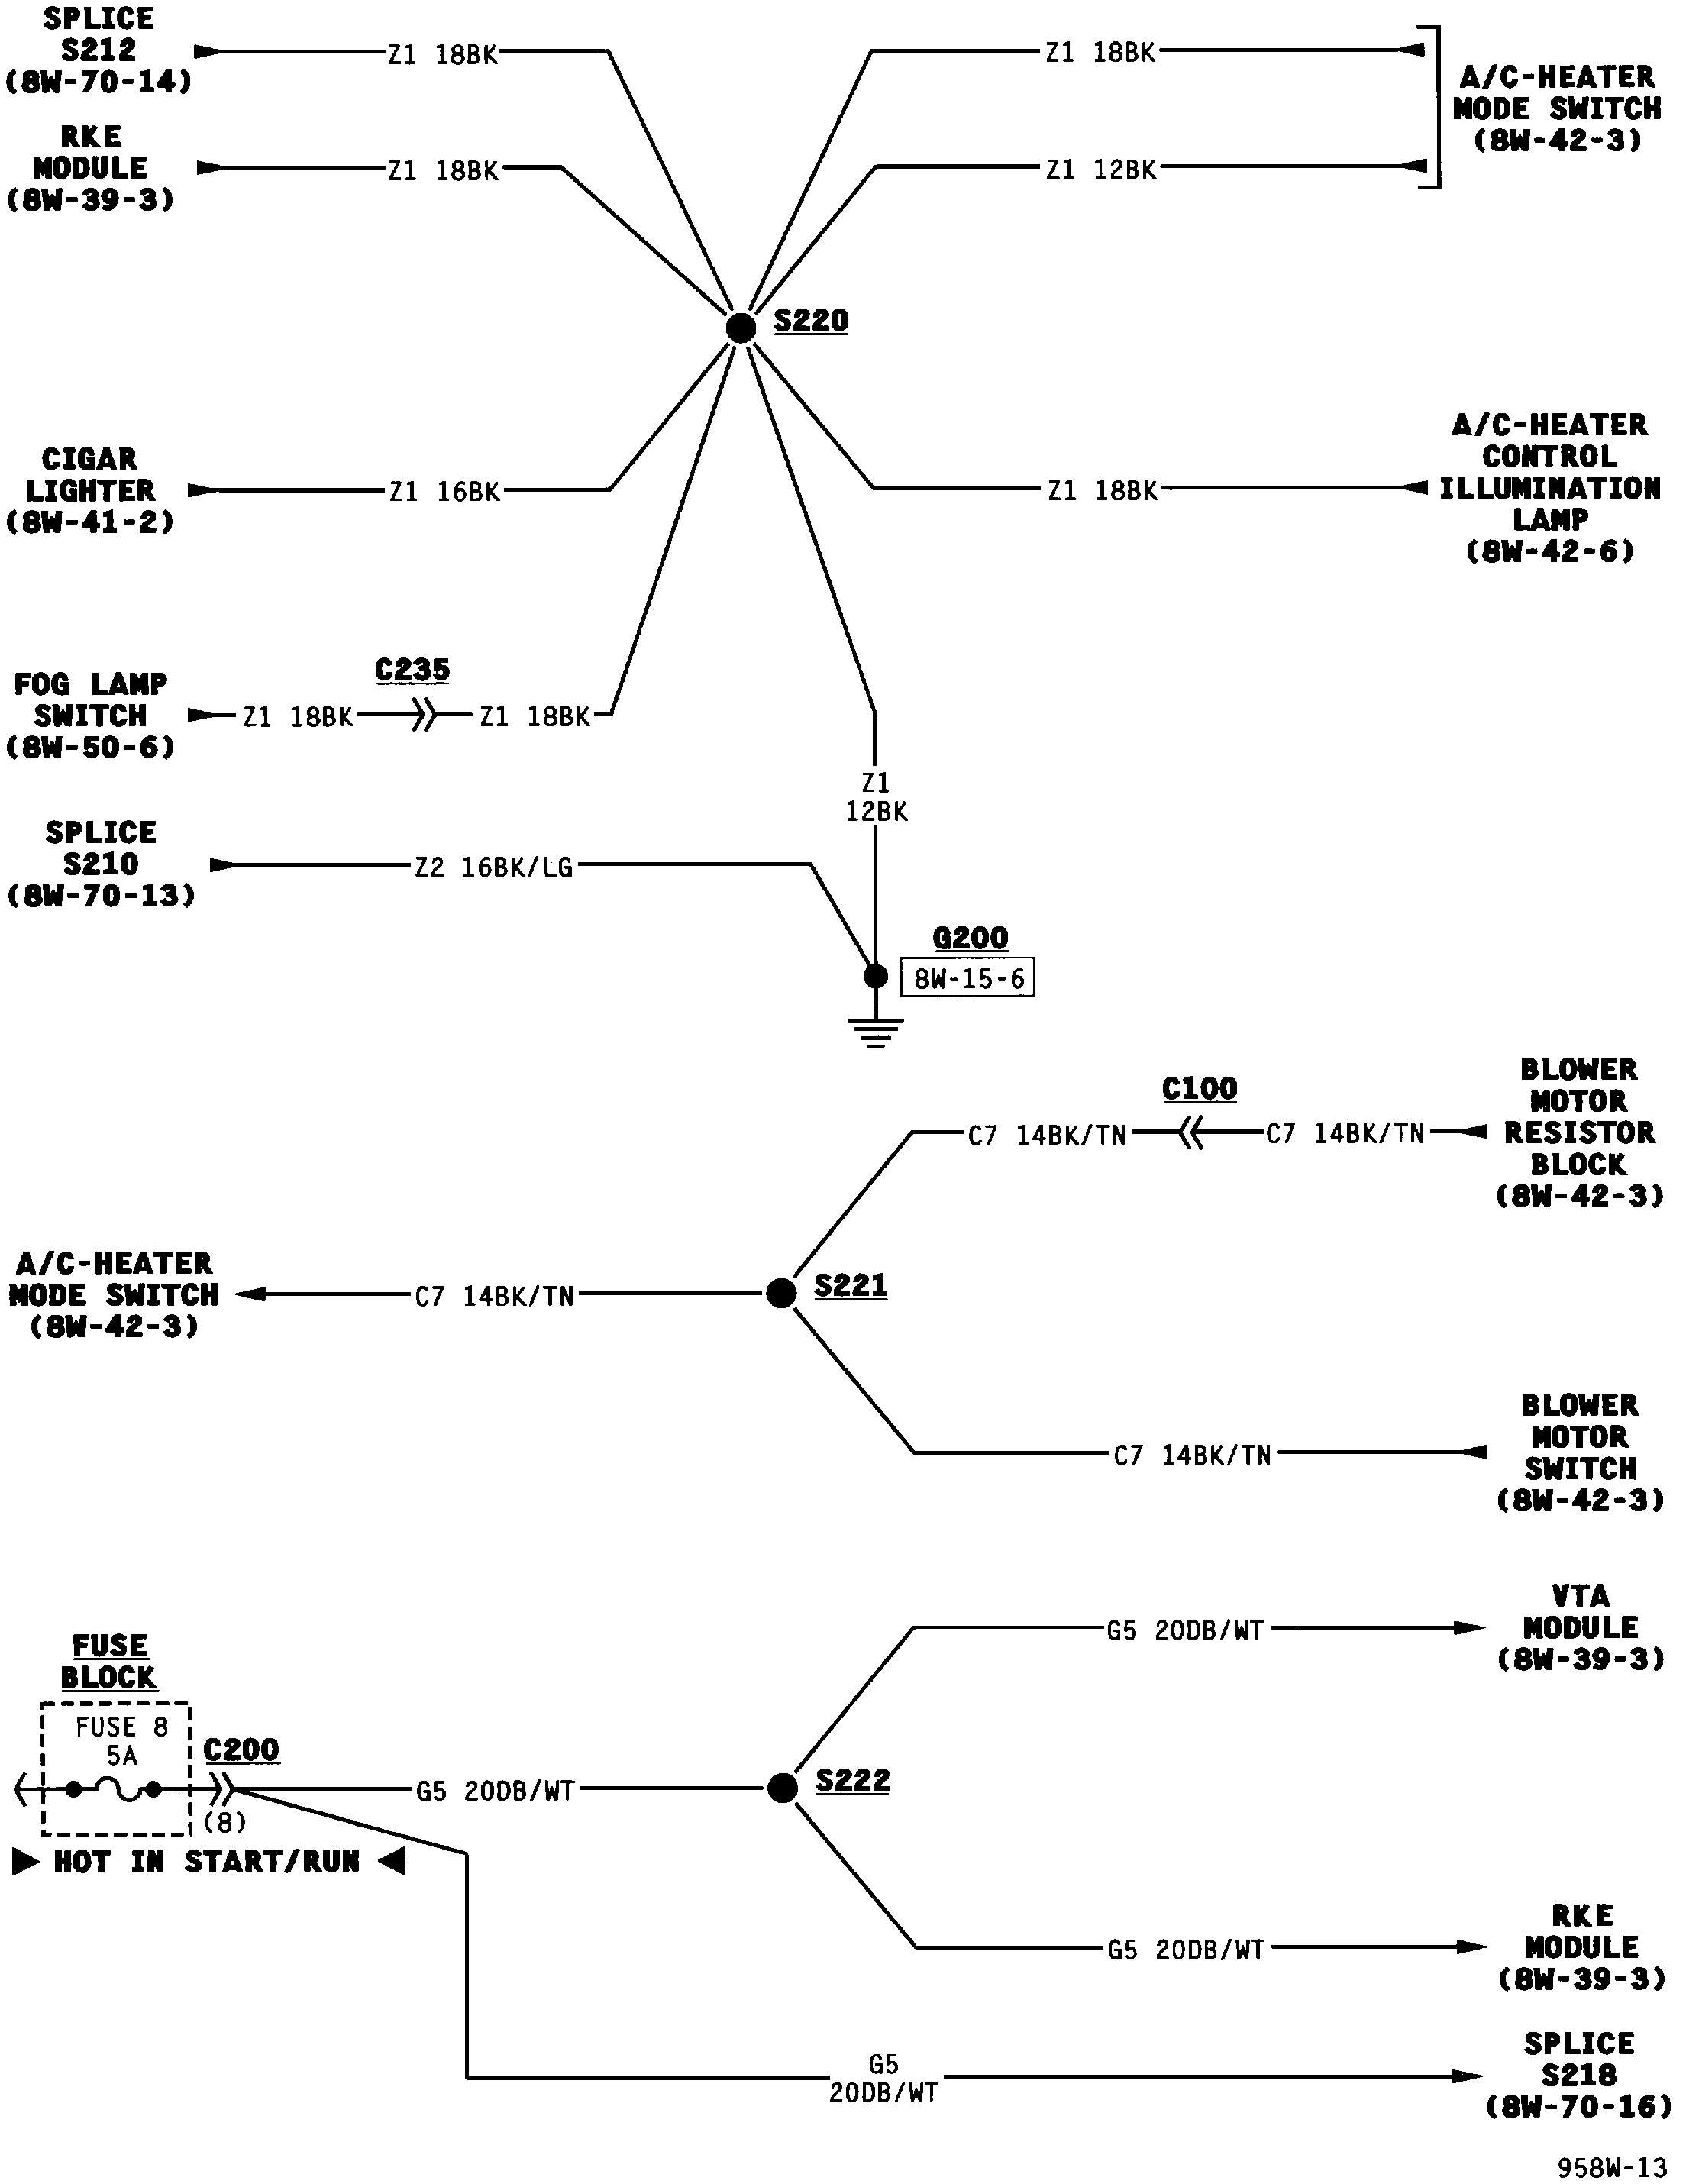 SPLICE
S212
(8W-70-14)
Z1 18BK
Z1 18BK
A/C-HEATER
MODE SWITCH
(8W-42-3)
RKE
MODULE
(8W-39-3)
Z1 18BK
Z1 12BK
S220
CIGAR
LIGHTER
(8W-41-2)
Z1 16BK
Z1 18BK
A/C-HEATER
CONTROL
ILLUMINATION
LAMP
(8W-42-6)
FOG LAMP
SWITCH
(8W-50-6)
Z1 18BK
C235
Z1 18BK
Z1
12BK
SPLICE
S210
(8W-70-13)
Z2 16BK/LG
G200
8W-15-6
C7 14BK/TN
C100
C7 14BK/TN
BLOWER
MOTOR
RESISTOR
BLOCK
(8W-42-3)
A/C-HEATER
MODE SWITCH
(8W-42-3)
C7 14BK/TN
S221
C7 14BK/TN
BLOWER
MOTOR
SWITCH
(8W-42-3)
G5 20DB/WT
VTA
MODULE
(8W-39-3)
FUSE
BLOCK
FUSE 8
5A
C200
(8)
HOT IN START/RUN
G5 20DB/WT
S222
G5 20DB/WT
RKE
MODULE
(8W-39-3)
G5
20DB/WT
SPLICE
S218
(8W-70-16)
958W-13